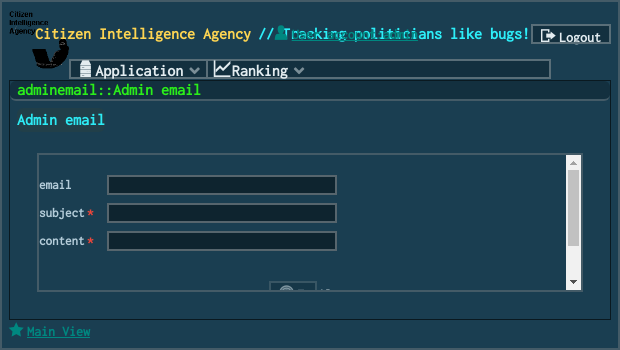 Citizen
Intelligence
Agency
Citizen Intelligence Agency // Tracking politicians like bugs!
Logout
Application
Ranking
adminemail::Admin email
Admin email
email
subject *
content *
Main View